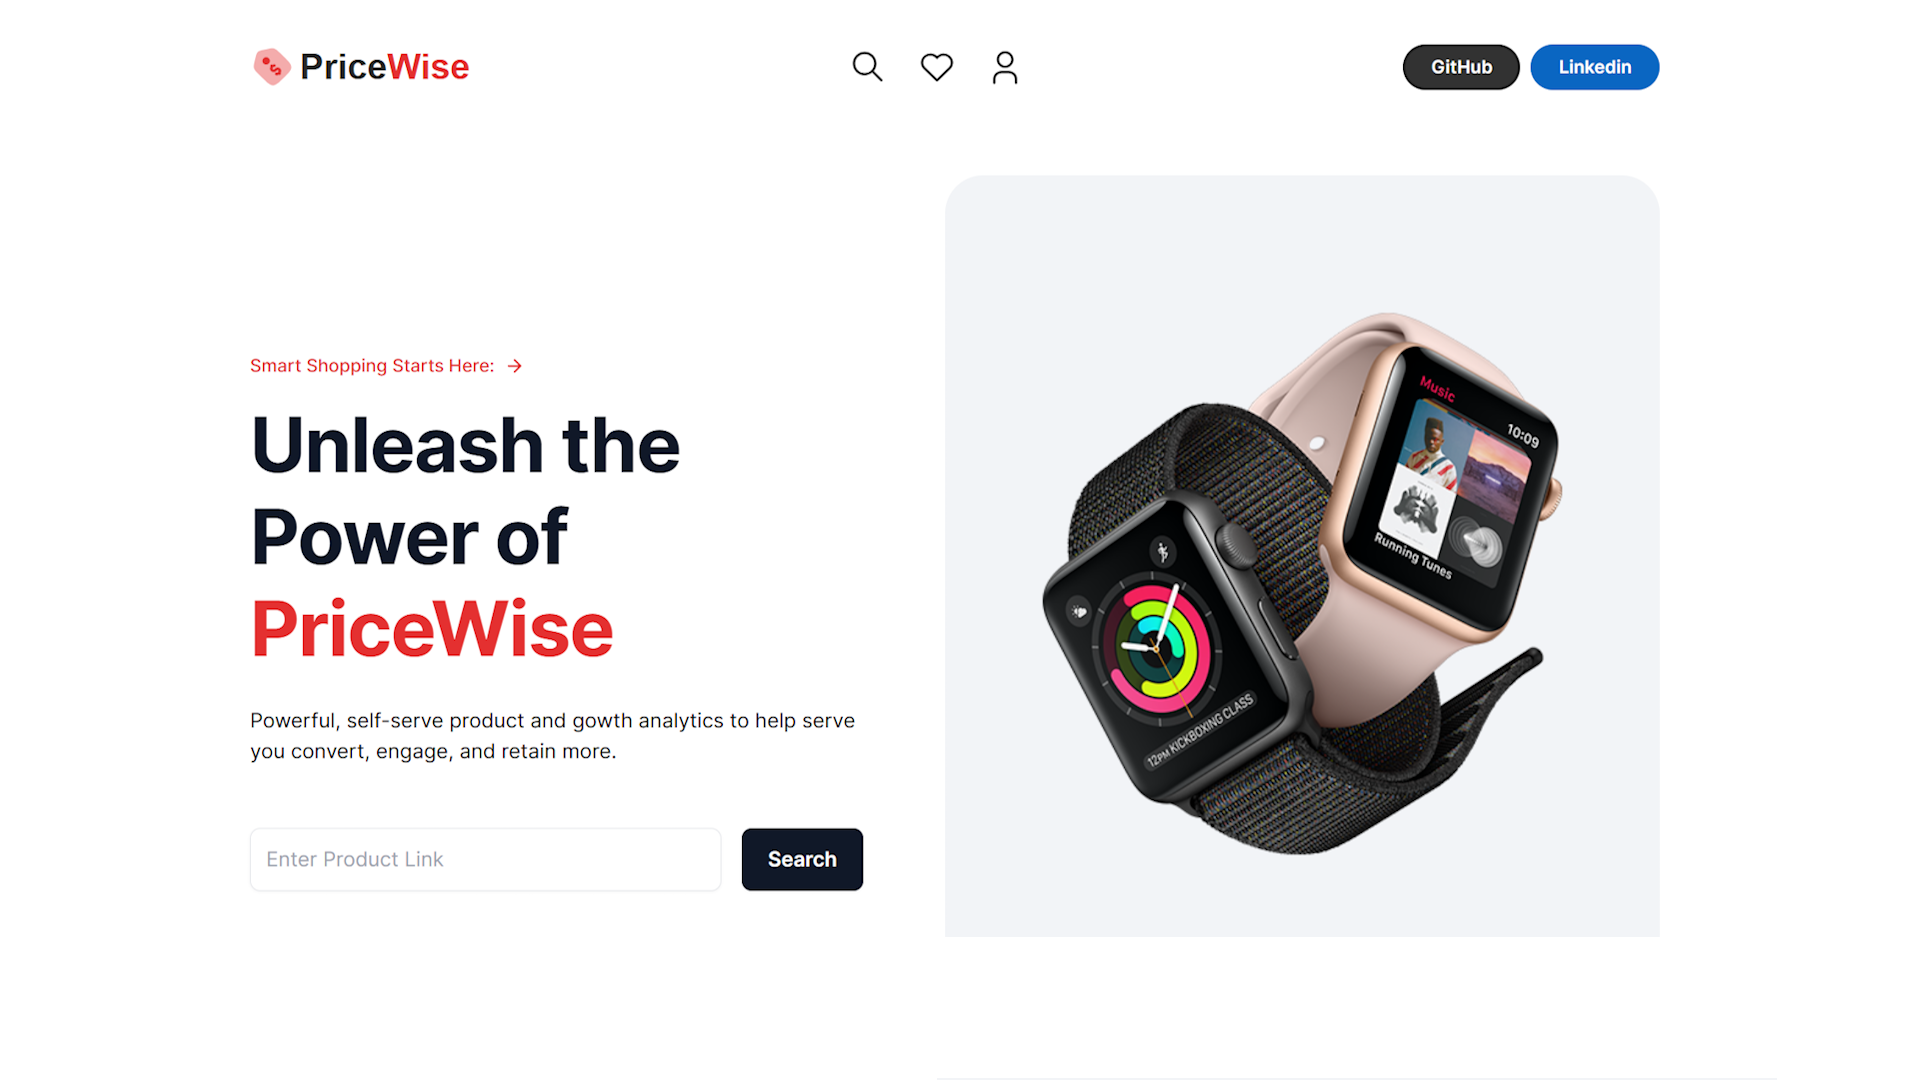 PriceWise
GitHub
Linkedin
Smart Shopping Starts Here:
Unleash the
Power of
PriceWise
Powerful, self-serve product and gowth analytics to help serve
you convert, engage, and retain more.
Enter Product Link
Search
Music
10:09
Running Tunes
12PM KICKBOXING CLASS